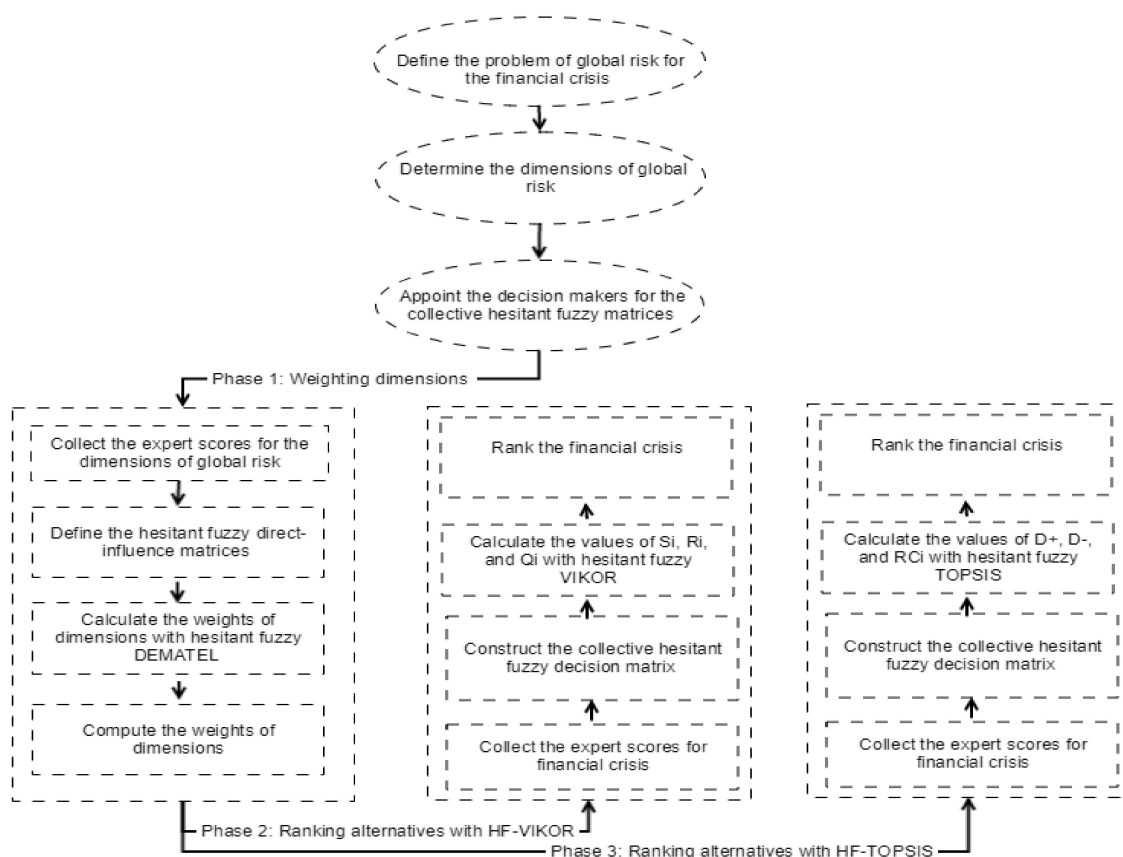 Define the problem of global risk for
the financial crisis
Determine the dimensions of global
risk
Appoint the decision makers for the
collective hesitant fuzzy matrices
Phase 1: Weighting dimensions
Collect the expert scores for the
dimensions of global risk
Define the hesitant fuzzy direct-
influence matrices
Calculate the weights of
dimensions with hesitant fuzzy
DEMATEL
Compute the weights of
dimensions
Rank the financial crisis
Calculate the values of Si, Ri,
and Qi with hesitant fuzzy
VIKOR
Construct the collective hesitant
fuzzy decision matrix
Collect the expert scores for
financial crisis
Rank the financial crisis
Calculate the values of D+, D-,
and RCi with hesitant fuzzy
TOPSIS
Construct the collective hesitant
fuzzy decision matrix
Collect the expert scores for
financial crisis
Phase 2: Ranking alternatives with HF-VIKOR
Phase 3: Ranking alternatives with HF-TOPSIS